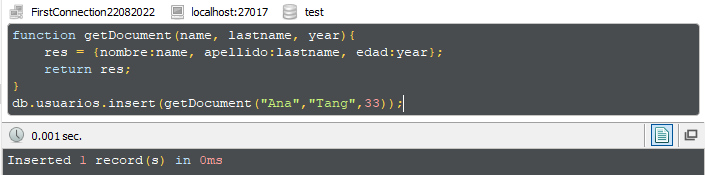 FirstConnection22082022 localhost:27017 test
function getDocument(name, lastname, year){
    res = {nombre:name, apellido:lastname, edad:year};
    return res;
}
db.usuarios.insert(getDocument("Ana","Tang",33));
0.001 sec.
Inserted 1 record(s) in 0ms